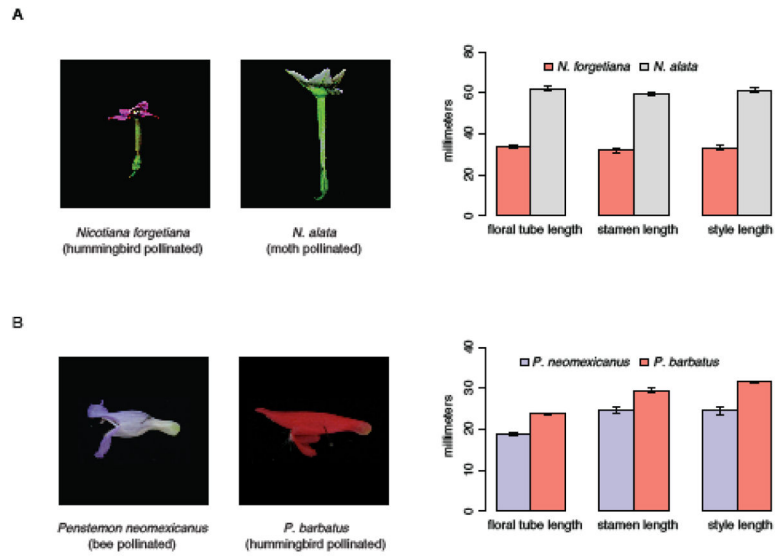 A
Nicotiana forgetiana
(hummingbird pollinated)
N. alata
(moth pollinated)
80
60
40
20
0
millimeters
N. forgetiana
N. alata
floral tube length
stamen length
style length
B
Penstemon neomexicanus
(bee pollinated)
P. barbatus
(hummingbird pollinated)
40
30
20
10
0
millimeters
P. neomexicanus
P. barbatus
floral tube length
stamen length
style length